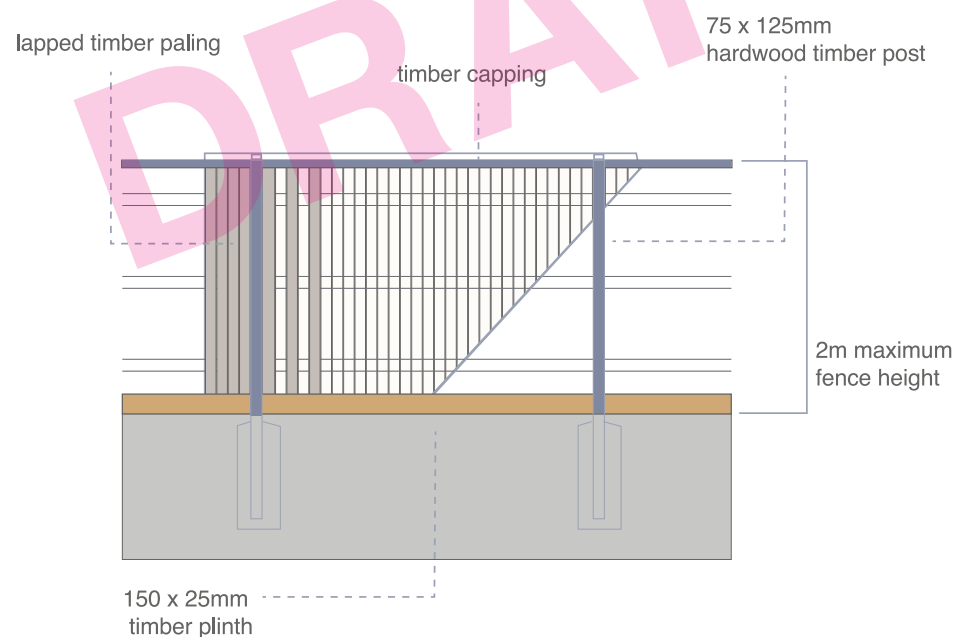 lapped timber paling
timber capping
75 x 125mm
hardwood timber post
2m maximum
fence height
150 x 25mm
timber plinth